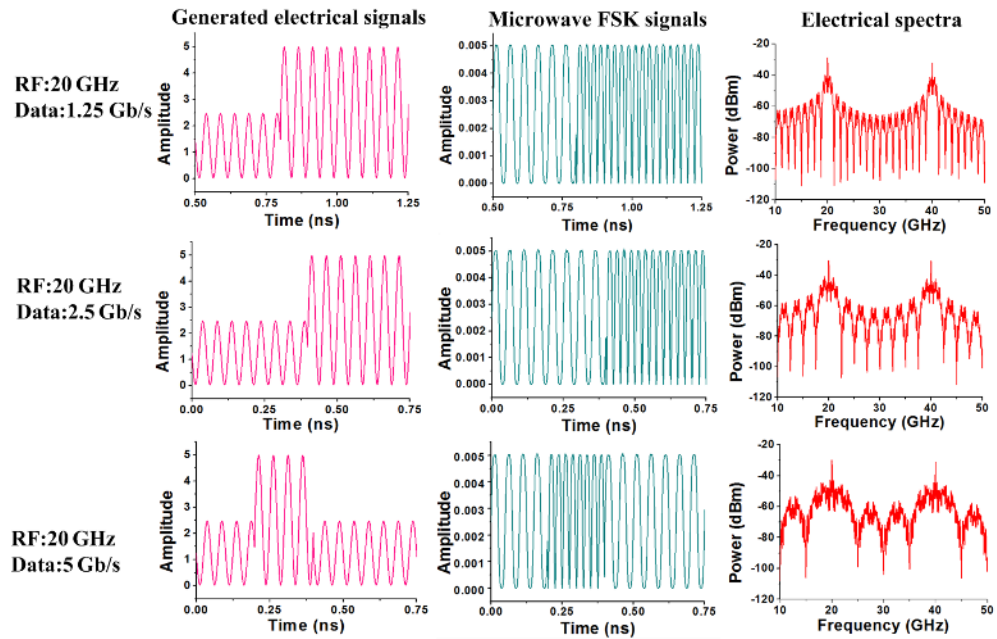 Generated electrical signals
Microwave FSK signals
Electrical spectra
RF:20 GHz
Data:1.25 Gb/s
Amplitude
5
4
3
2
1
0
0.50 0.75 1.00 1.25
Time (ns)
Amplitude
0.005
0.004
0.003
0.002
0.001
0.000
0.50 0.75 1.00 1.25
Time (ns)
Power (dBm)
-20
-40
-60
-80
-100
-120
10 20 30 40 50
Frequency (GHz)
RF:20 GHz
Data:2.5 Gb/s
Amplitude
5
4
3
2
1
0
0.00 0.25 0.50 0.75
Time (ns)
Amplitude
0.005
0.004
0.003
0.002
0.001
0.000
0.00 0.25 0.50 0.75
Time (ns)
Power (dBm)
-20
-40
-60
-80
-100
-120
10 20 30 40 50
Frequency (GHz)
RF:20 GHz
Data:5 Gb/s
Amplitude
5
4
3
2
1
0
0.00 0.25 0.50 0.75
Time (ns)
Amplitude
0.005
0.004
0.003
0.002
0.001
0.000
0.00 0.25 0.50 0.75
Time (ns)
Power (dBm)
-20
-40
-60
-80
-100
-120
10 20 30 40 50
Frequency (GHz)